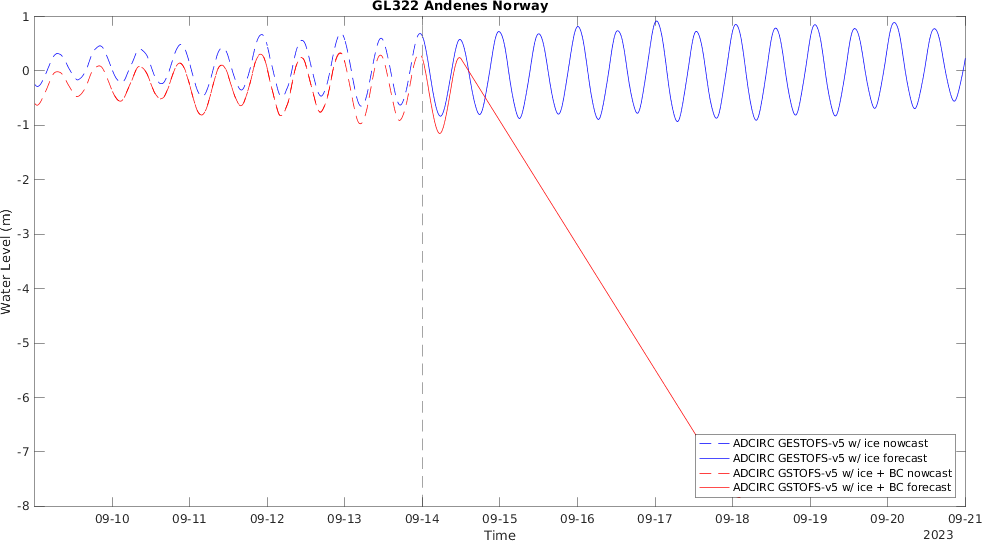 GL322 Andenes Norway
1
0
-1
-2
-3
-4
-5
-6
-7
-8
Water Level (m)
ADCIRC GESTOFS-v5 w/ ice nowcast
ADCIRC GESTOFS-v5 w/ ice forecast
ADCIRC GSTOFS-v5 w/ ice + BC nowcast
ADCIRC GSTOFS-v5 w/ ice + BC forecast
09-10 09-11 09-12 09-13 09-14 09-15 09-16 09-17 09-18 09-19 09-20 09-21
Time
2023